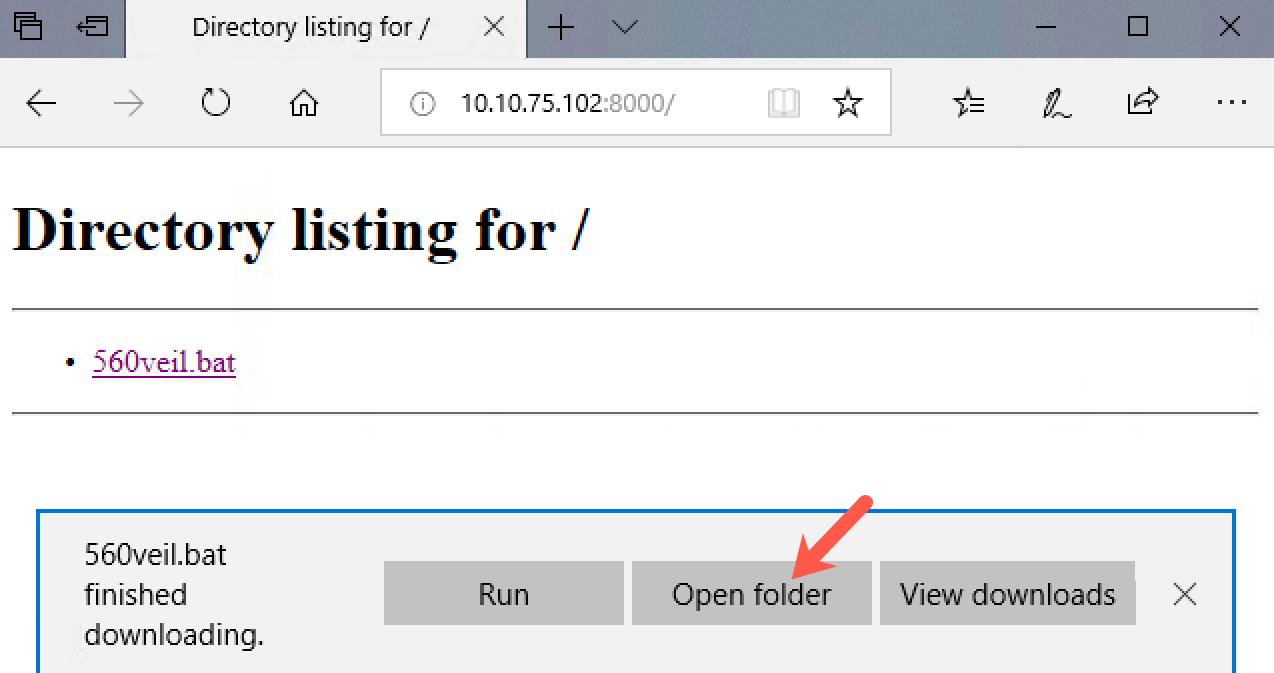 Directory listing for /
10.10.75.102:8000/
Directory listing for /
• 560veil.bat
560veil.bat
finished
downloading.
Run
Open folder
View downloads